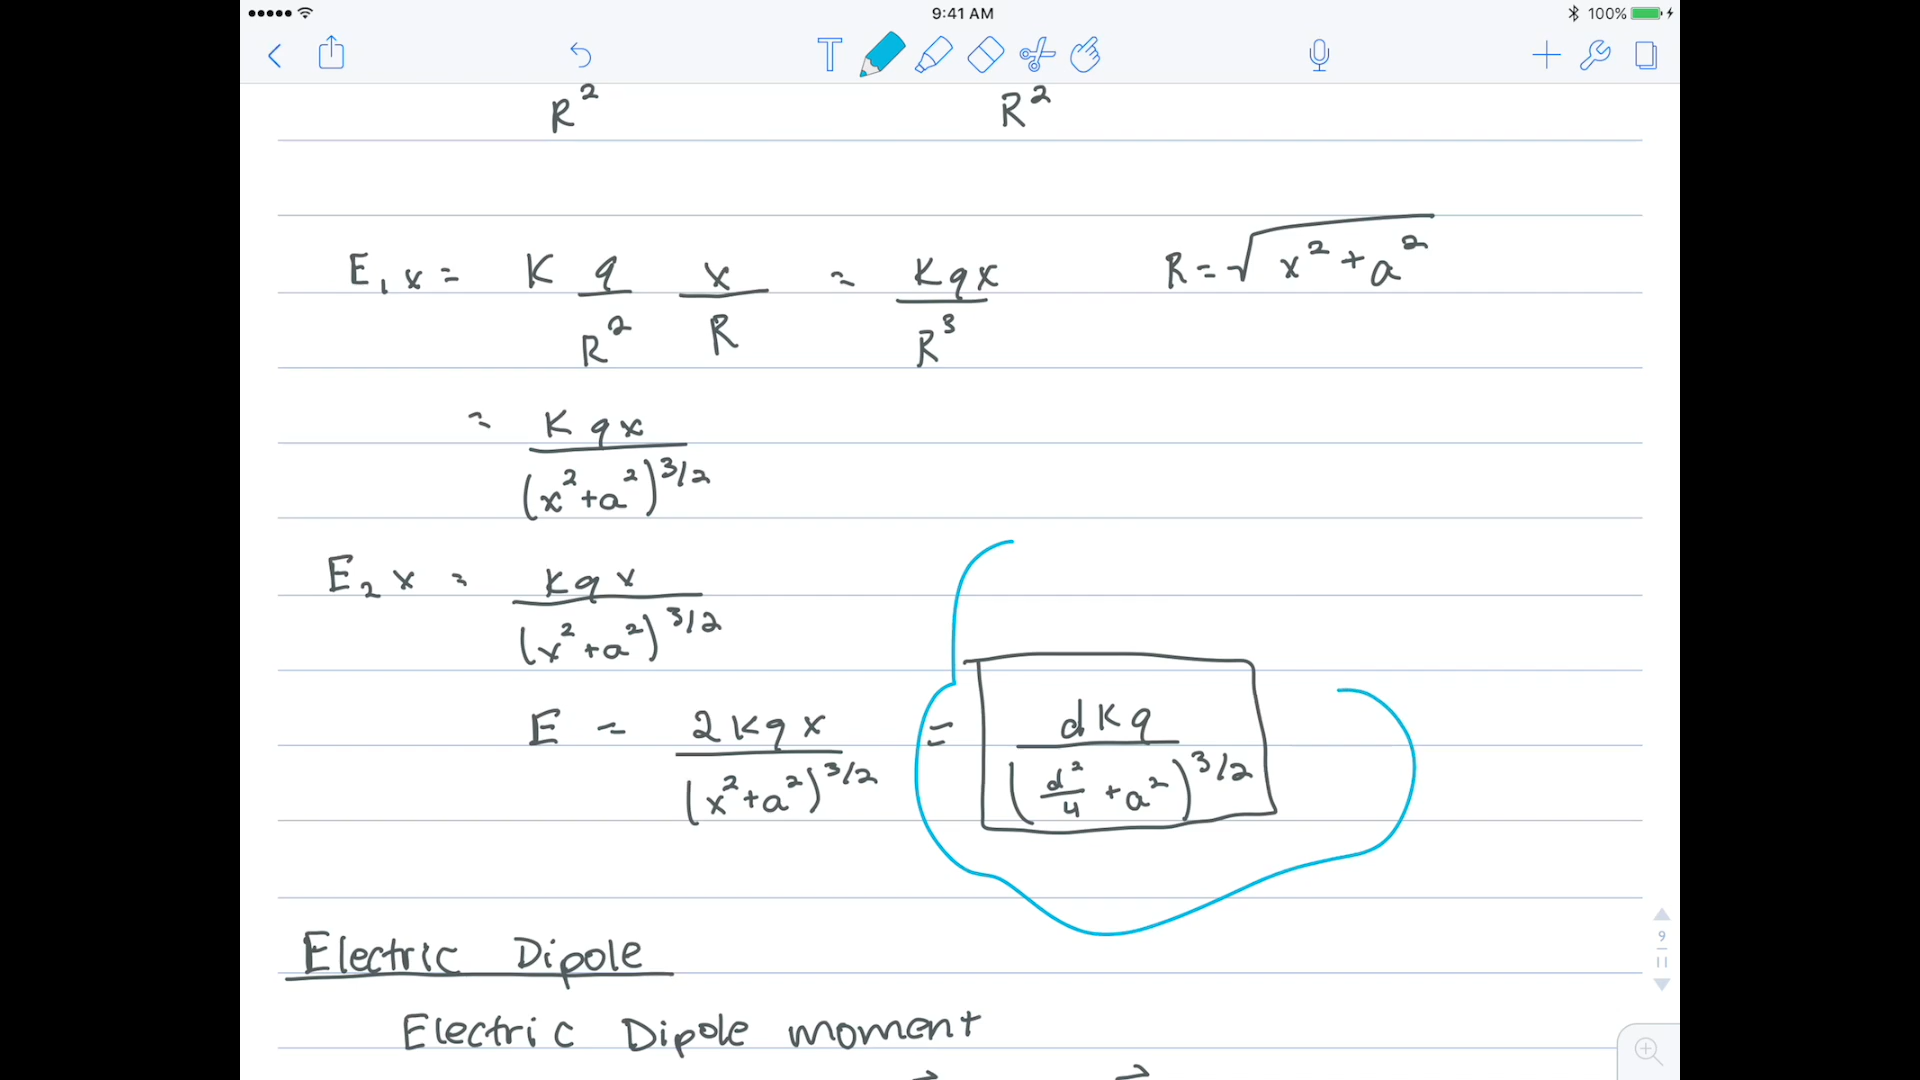 9:41 AM
100%
T
R² R²
E₁x = K q/R² x/R = Kqx/R³ R = √(x² + a²)
= Kqx/(x² + a²)^3/2
E₂x = Kqx/(x² + a²)^3/2
E = 2Kqx/(x² + a²)^3/2 = dKq/(d²/4 + a²)^3/2
9
11
Electric Dipole
Electric Dipole moment